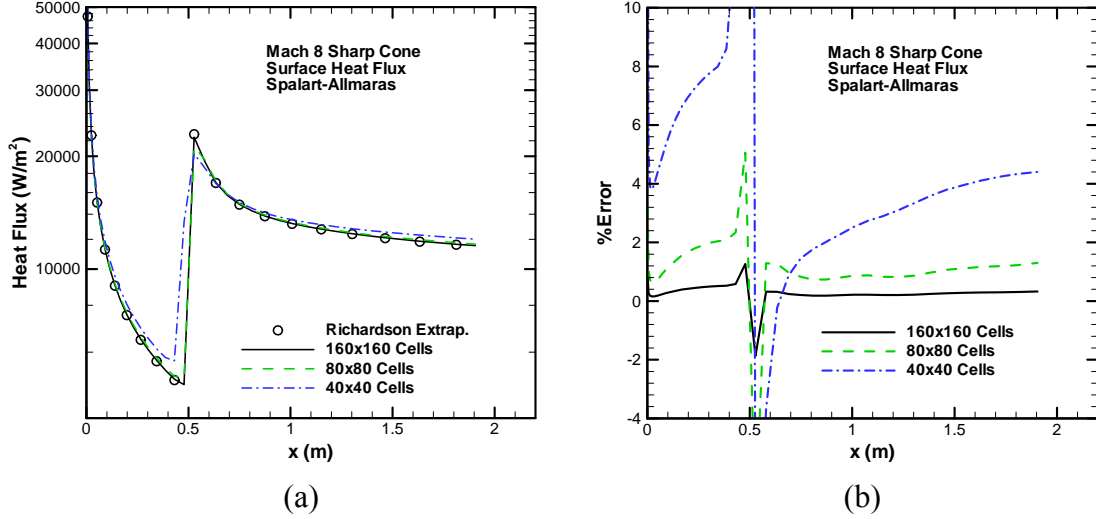 50000
40000
30000
20000
10000
Heat Flux (W/m²)
Mach 8 Sharp Cone
Surface Heat Flux
Spalart-Allmaras
Richardson Extrap.
160x160 Cells
80x80 Cells
40x40 Cells
0 0.5 1 1.5 2
x (m)
(a)
10
8
6
4
2
0
-2
-4
%Error
Mach 8 Sharp Cone
Surface Heat Flux
Spalart-Allmaras
160x160 Cells
80x80 Cells
40x40 Cells
0 0.5 1 1.5 2
x (m)
(b)